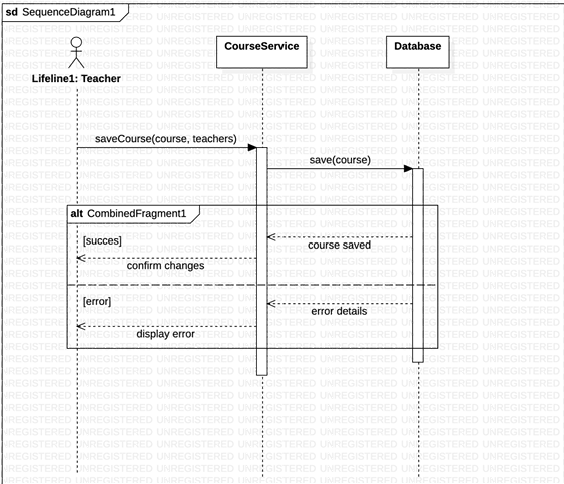 sd SequenceDiagram1
CourseService
Database
Lifeline1: Teacher
saveCourse(course, teachers)
save(course)
alt CombinedFragment1
[succes]
course saved
confirm changes
[error]
error details
display error
UNREGISTERED